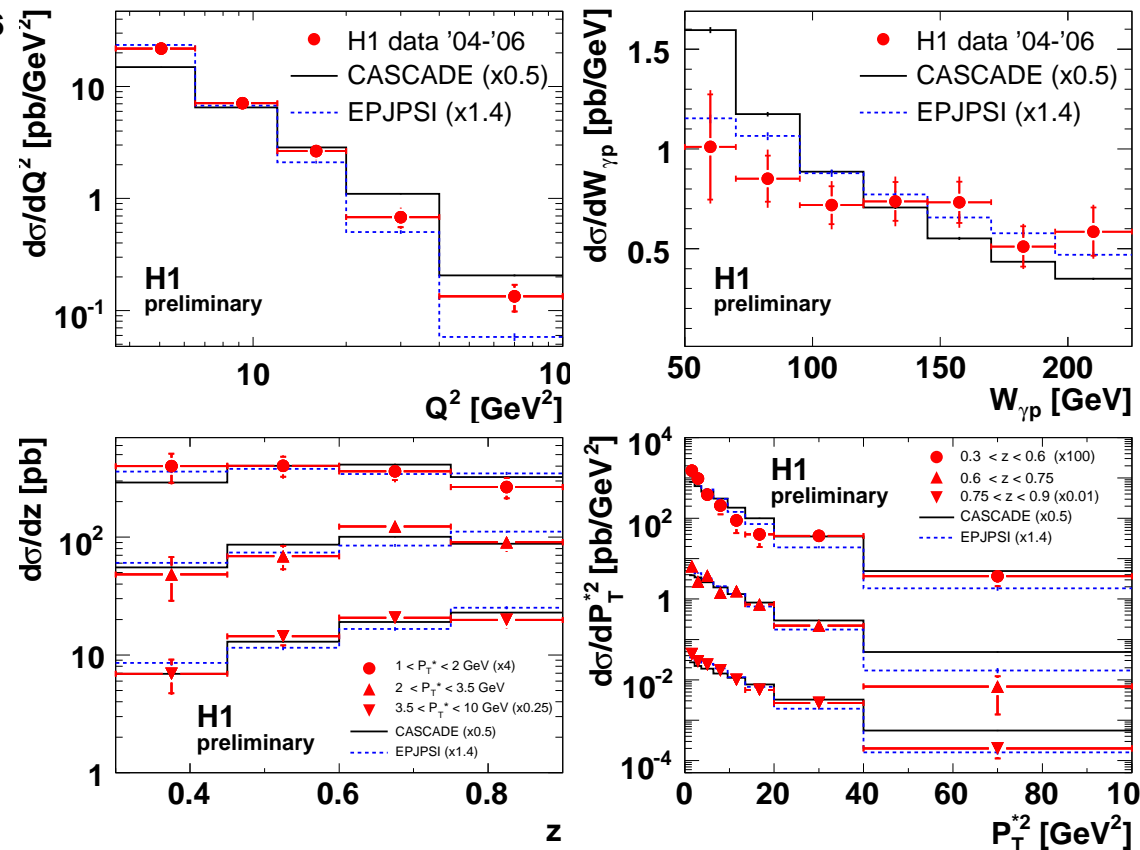 s
dσ/dQ² [pb/GeV²]
10
1
10⁻¹
H1 data '04-'06
CASCADE (x0.5)
EPJPSI (x1.4)
H1
preliminary
10
10
Q² [GeV²]
dσ/dW_γp [pb/GeV]
1.5
1
0.5
H1 data '04-'06
CASCADE (x0.5)
EPJPSI (x1.4)
H1
preliminary
50 100 150 200
W_γp [GeV]
dσ/dz [pb]
10²
10
1
1 < P_T* < 2 GeV (x4)
2 < P_T* < 3.5 GeV
3.5 < P_T* < 10 GeV (x0.25)
CASCADE (x0.5)
EPJPSI (x1.4)
H1
preliminary
0.4 0.6 0.8
z
dσ/dP_T*² [pb/GeV²]
10⁴
10²
1
10⁻²
10⁻⁴
H1
preliminary
0.3 < z < 0.6 (x100)
0.6 < z < 0.75
0.75 < z < 0.9 (x0.01)
CASCADE (x0.5)
EPJPSI (x1.4)
0 20 40 60 80 10
P_T*² [GeV²]